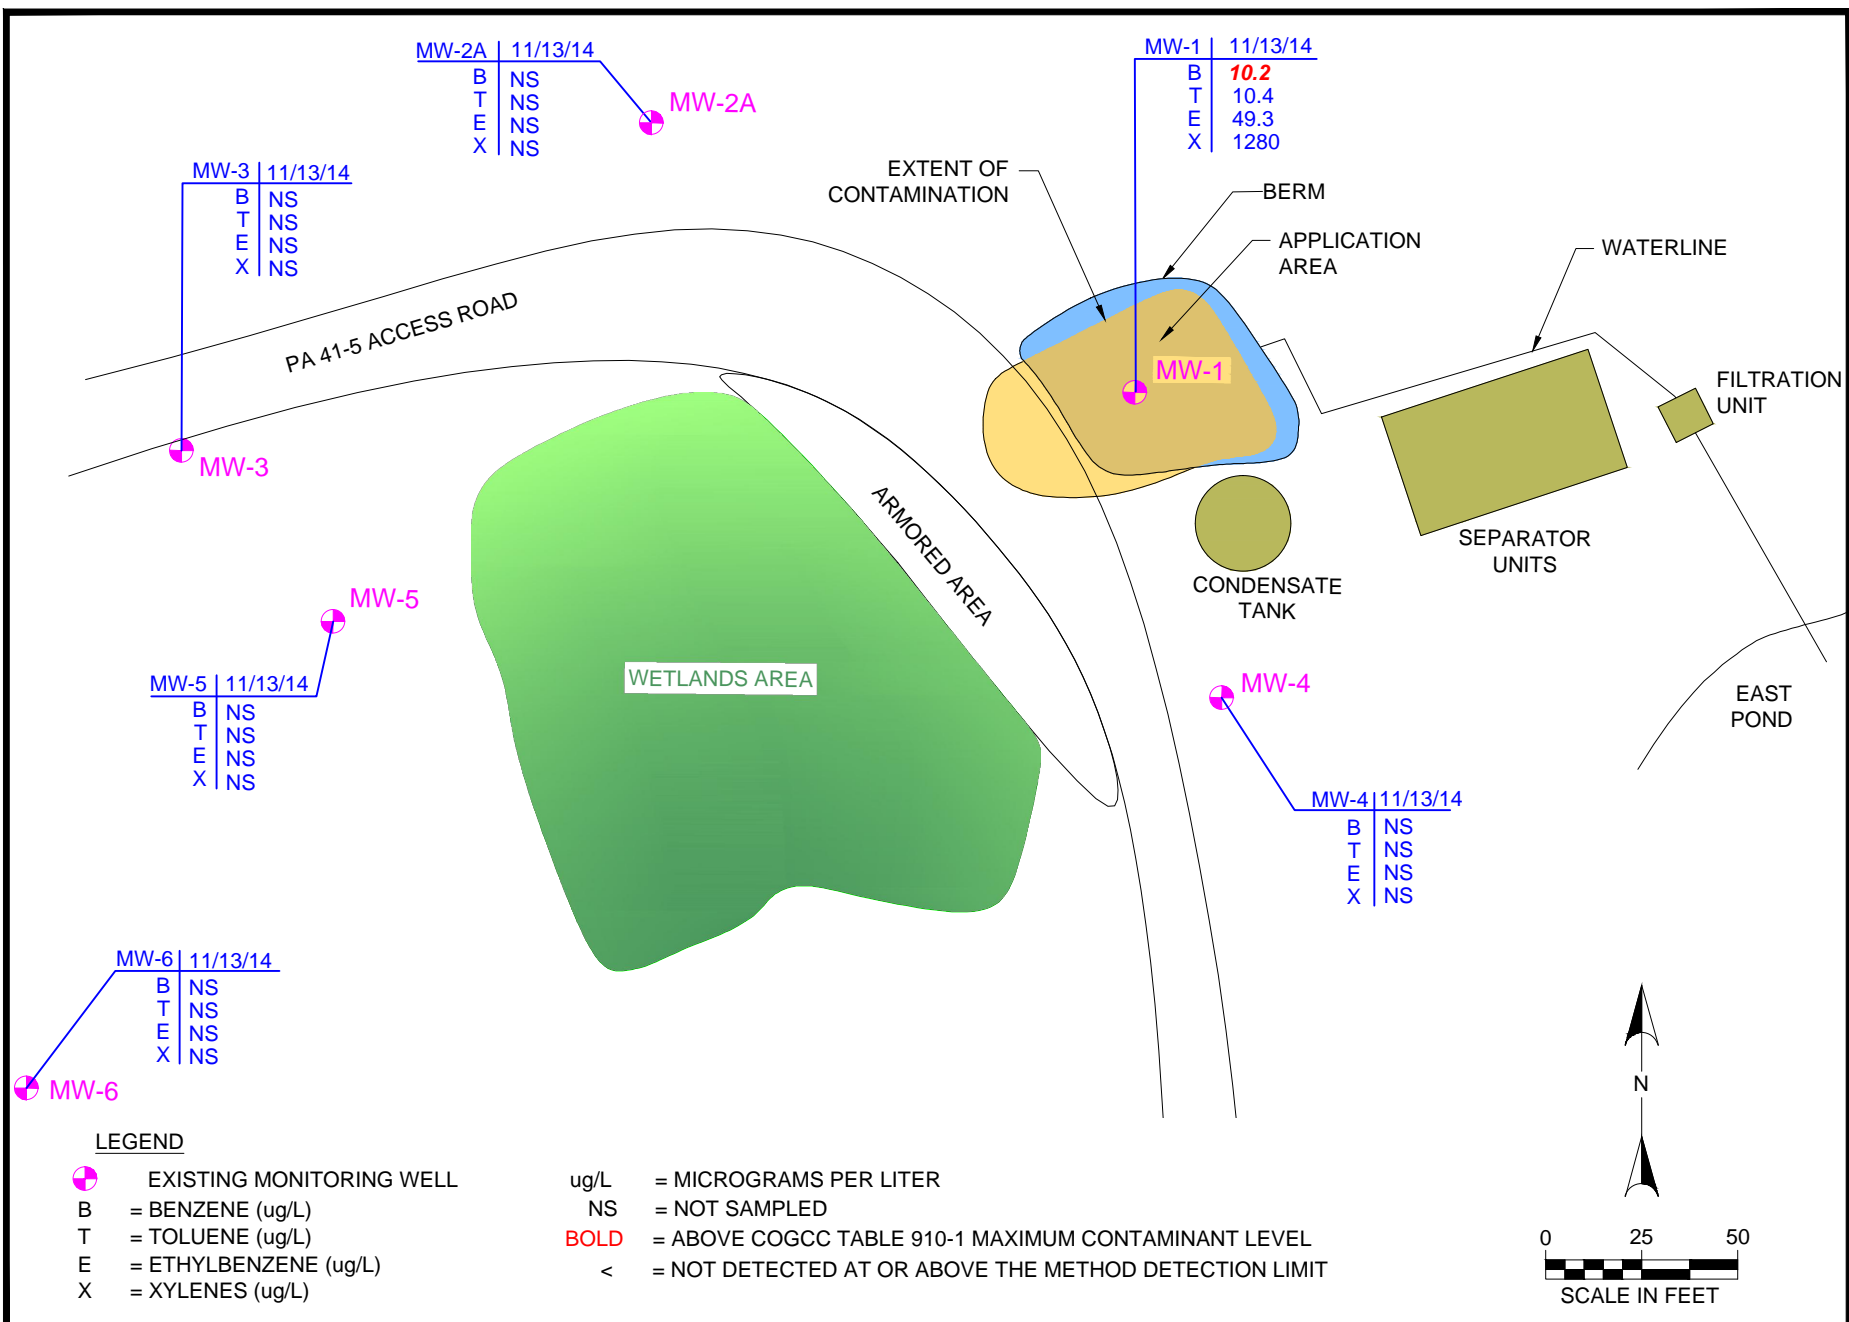 MW-2A 11/13/14
B NS
T NS
E NS
X NS
MW-2A
MW-1 11/13/14
B 10.2
T 10.4
E 49.3
X 1280
MW-3 11/13/14
B NS
T NS
E NS
X NS
EXTENT OF
CONTAMINATION
BERM
APPLICATION
AREA
WATERLINE
PA 41-5 ACCESS ROAD
MW-1
FILTRATION
UNIT
MW-3
ARMORED AREA
SEPARATOR
UNITS
CONDENSATE
TANK
MW-5
MW-5 11/13/14
B NS
T NS
E NS
X NS
WETLANDS AREA
MW-4
EAST
POND
MW-4 11/13/14
B NS
T NS
E NS
X NS
MW-6 11/13/14
B NS
T NS
E NS
X NS
MW-6
N
LEGEND
EXISTING MONITORING WELL
B = BENZENE (ug/L)
T = TOLUENE (ug/L)
E = ETHYLBENZENE (ug/L)
X = XYLENES (ug/L)
ug/L = MICROGRAMS PER LITER
NS = NOT SAMPLED
BOLD = ABOVE COGCC TABLE 910-1 MAXIMUM CONTAMINANT LEVEL
< = NOT DETECTED AT OR ABOVE THE METHOD DETECTION LIMIT
0 25 50
SCALE IN FEET